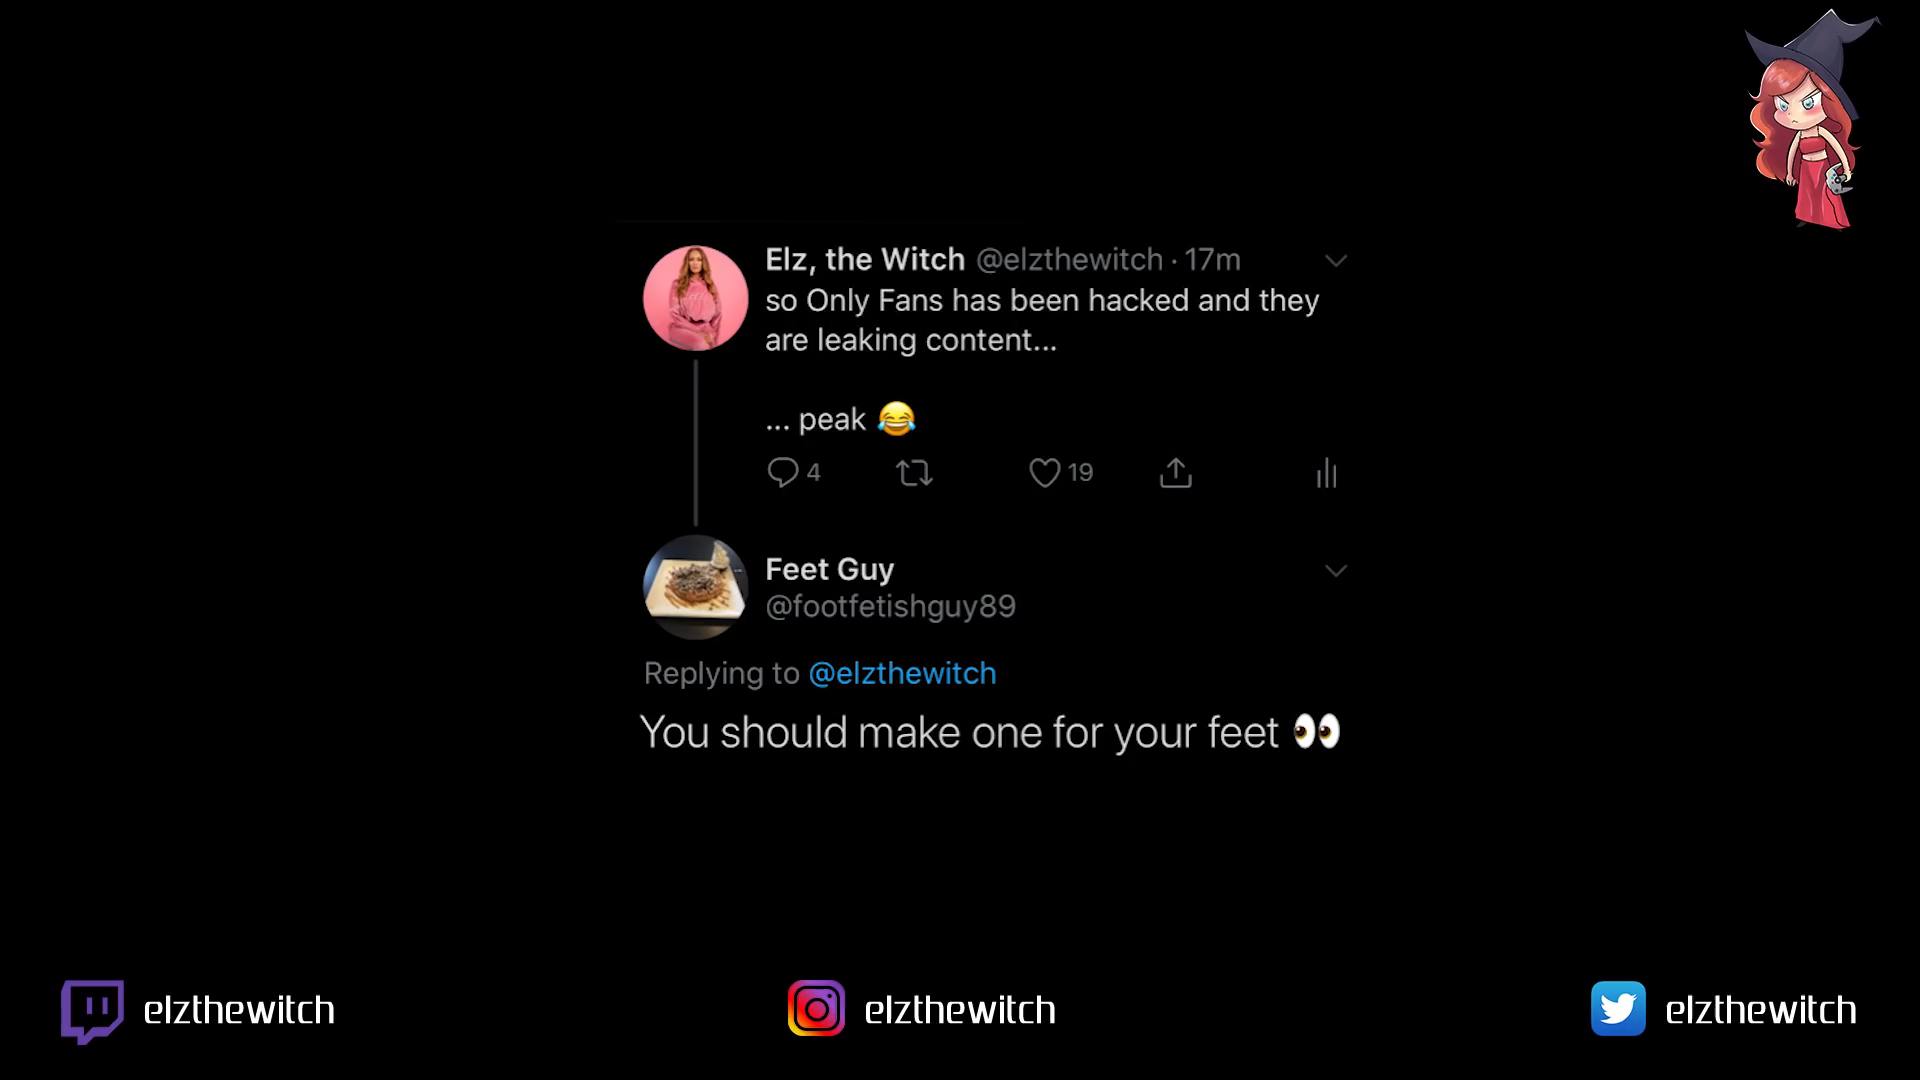 Elz, the Witch @elzthewitch · 17m
so Only Fans has been hacked and they
are leaking content...
... peak 😂
4 19
Feet Guy
@footfetishguy89
Replying to @elzthewitch
You should make one for your feet 👀
elzthewitch elzthewitch elzthewitch